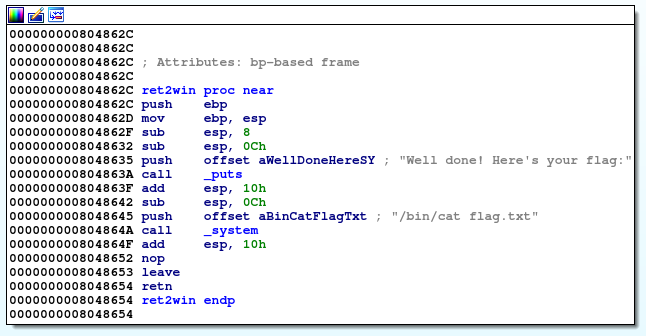 000000000804862C
000000000804862C
000000000804862C ; Attributes: bp-based frame
000000000804862C
000000000804862C ret2win proc near
000000000804862C push    ebp
000000000804862D mov     ebp, esp
000000000804862F sub     esp, 8
0000000008048632 sub     esp, 0Ch
0000000008048635 push    offset aWellDoneHereSY ; "Well done! Here's your flag:"
000000000804863A call    _puts
000000000804863F add     esp, 10h
0000000008048642 sub     esp, 0Ch
0000000008048645 push    offset aBinCatFlagTxt ; "/bin/cat flag.txt"
000000000804864A call    _system
000000000804864F add     esp, 10h
0000000008048652 nop
0000000008048653 leave
0000000008048654 retn
0000000008048654 ret2win endp
0000000008048654